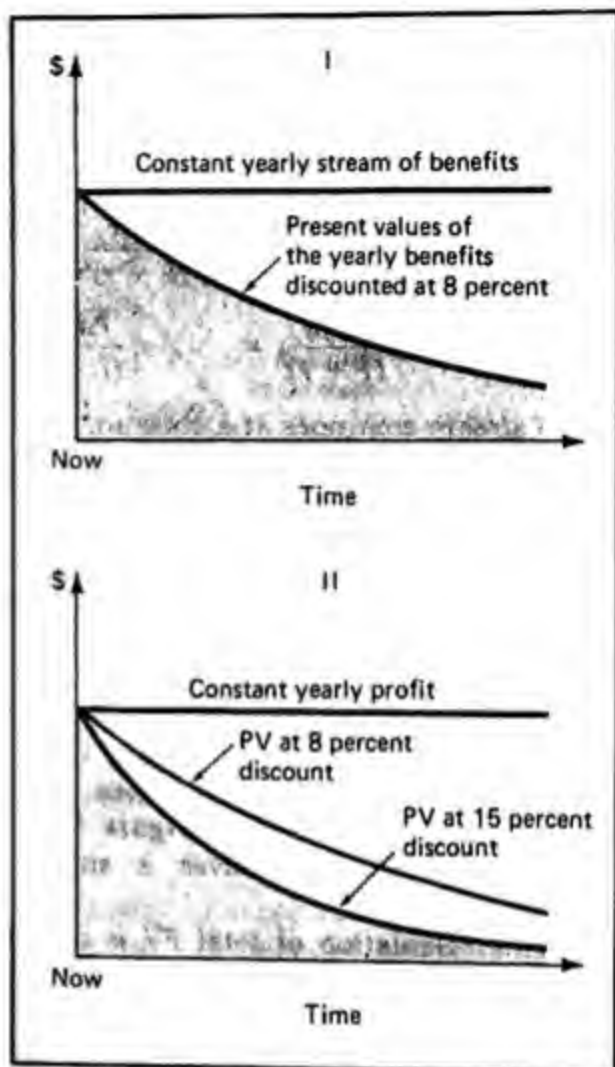 $
I
Constant yearly stream of benefits
Present values of
the yearly benefits
discounted at 8 percent
Now
Time
$
II
Constant yearly profit
PV at 8 percent
discount
PV at 15 percent
discount
Now
Time